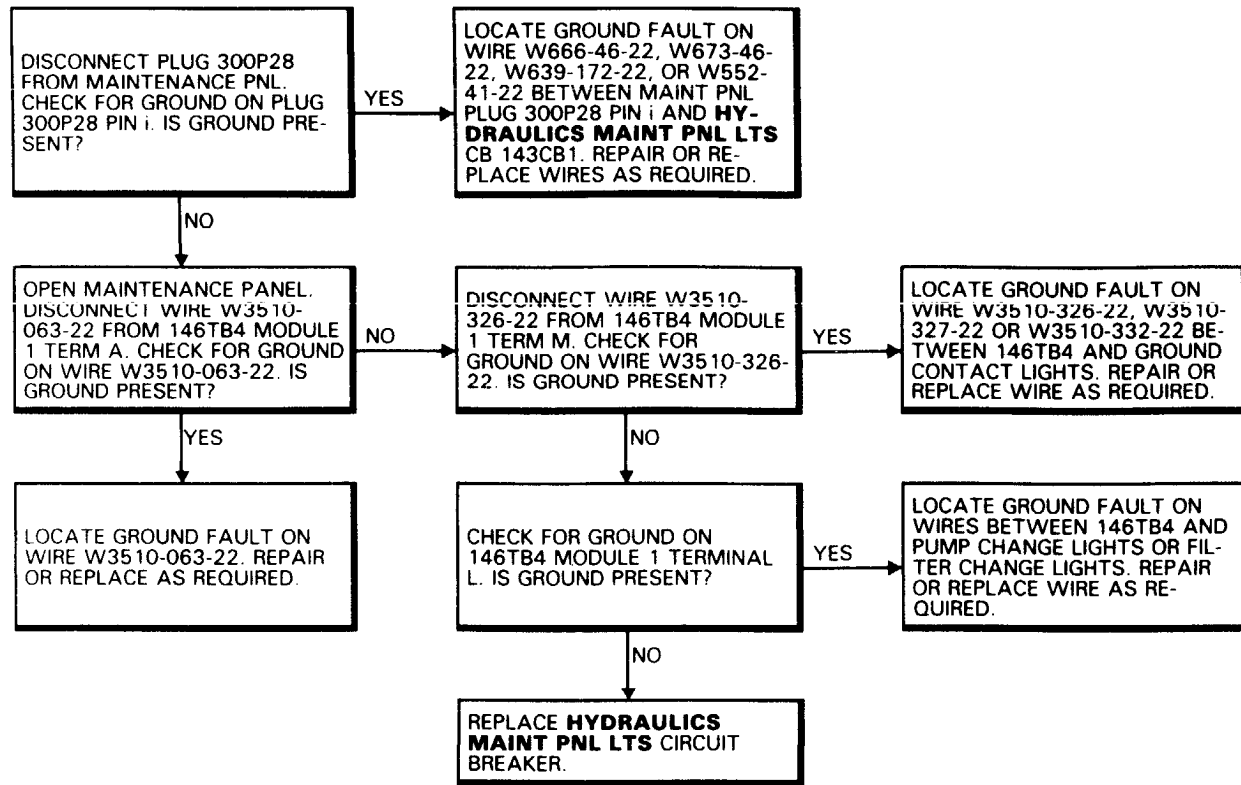 DISCONNECT PLUG 300P28
FROM MAINTENANCE PNL.
CHECK FOR GROUND ON PLUG
300P28 PIN i. IS GROUND PRE-
SENT?
YES
LOCATE GROUND FAULT ON
WIRE W666-46-22, W673-46-
22, W639-172-22, OR W552-
41-22 BETWEEN MAINT PNL
PLUG 300P28 PIN i AND HY-
DRAULICS MAINT PNL LTS
CB 143CB1. REPAIR OR RE-
PLACE WIRES AS REQUIRED.
NO
OPEN MAINTENANCE PANEL.
DISCONNECT WIRE W3510-
063-22 FROM 146TB4 MODULE
1 TERM A. CHECK FOR GROUND
ON WIRE W3510-063-22. IS
GROUND PRESENT?
NO
DISCONNECT WIRE W3510-
326-22 FROM 146TB4 MODULE
1 TERM M. CHECK FOR
GROUND ON WIRE W3510-326-
22. IS GROUND PRESENT?
YES
LOCATE GROUND FAULT ON
WIRE W3510-326-22, W3510-
327-22 OR W3510-332-22 BE-
TWEEN 146TB4 AND GROUND
CONTACT LIGHTS. REPAIR OR
REPLACE WIRE AS REQUIRED.
YES
NO
LOCATE GROUND FAULT ON
WIRE W3510-063-22. REPAIR
OR REPLACE AS REQUIRED.
CHECK FOR GROUND ON
146TB4 MODULE 1 TERMINAL
L. IS GROUND PRESENT?
YES
LOCATE GROUND FAULT ON
WIRES BETWEEN 146TB4 AND
PUMP CHANGE LIGHTS OR FIL-
TER CHANGE LIGHTS. REPAIR
OR REPLACE WIRE AS RE-
QUIRED.
NO
REPLACE HYDRAULICS
MAINT PNL LTS CIRCUIT
BREAKER.